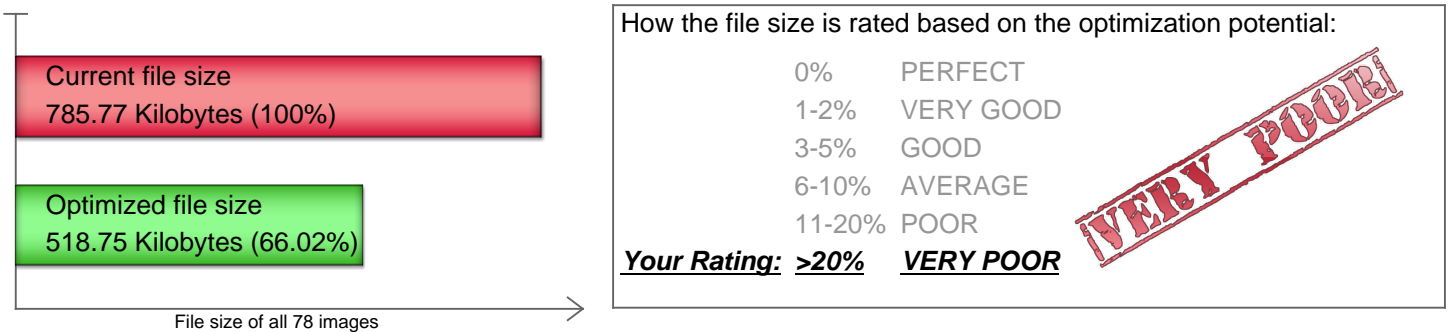 Current file size
785.77 Kilobytes (100%)
Optimized file size
518.75 Kilobytes (66.02%)
File size of all 78 images
How the file size is rated based on the optimization potential:
0% PERFECT
1-2% VERY GOOD
3-5% GOOD
6-10% AVERAGE
11-20% POOR
Your Rating: >20% VERY POOR
VERY POOR